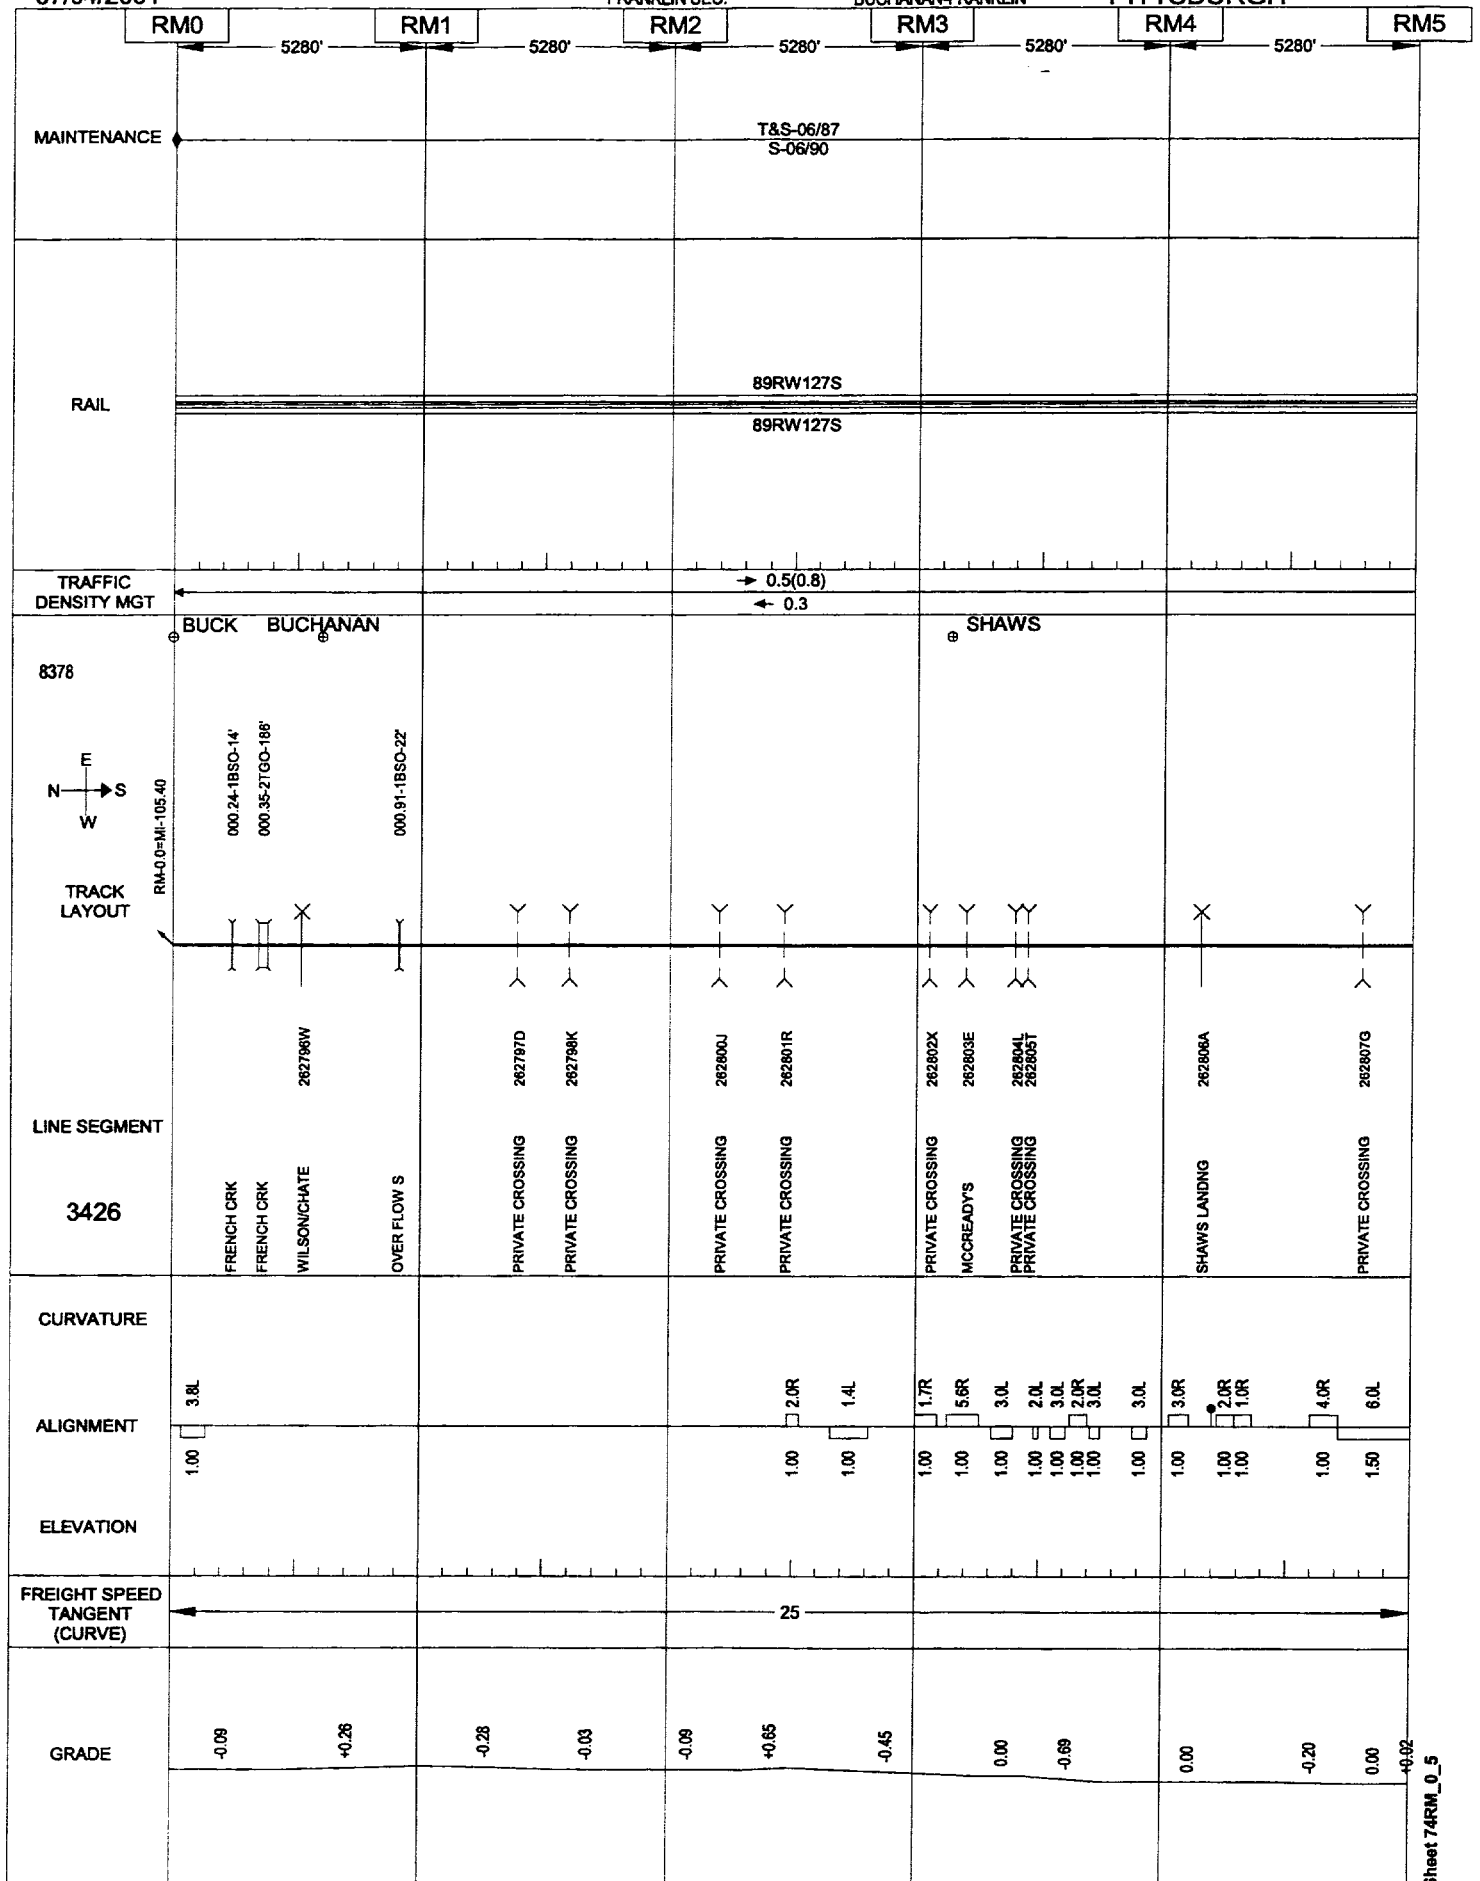 RM0 RM1 RM2 RM3 RM4 RM5
5280' 5280' 5280' 5280' 5280'
MAINTENANCE
T&S-06/87
S-06/90
RAIL
89RW127S
89RW127S
TRAFFIC
DENSITY MGT
0.5(0.8)
0.3
BUCK BUCHANAN SHAWS
8378
E
N S
W
RM-0.0=MI-105.40
000.24-1BSO-14'
000.35-2TGO-186'
000.91-1BSO-22'
TRACK
LAYOUT
262796W
262797D
262798K
262800J
262801R
262802X
262803E
262804L
262805T
262806A
262807G
LINE SEGMENT
3426
FRENCH CRK
FRENCH CRK
WILSON/CHATE
OVER FLOW S
PRIVATE CROSSING
PRIVATE CROSSING
PRIVATE CROSSING
PRIVATE CROSSING
PRIVATE CROSSING
MCCREADY'S
PRIVATE CROSSING
PRIVATE CROSSING
SHAWS LANDNG
PRIVATE CROSSING
CURVATURE
3.8L 2.0R 1.4L 1.7R 5.6R 3.0L 2.0L 3.0L 2.0R 3.0L 3.0L 3.0R 2.0R 1.0R 4.0R 6.0L
ALIGNMENT
1.00 1.00 1.00 1.00 1.00 1.00 1.00 1.00 1.00 1.00 1.00 1.00 1.00 1.00 1.00 1.50
ELEVATION
FREIGHT SPEED
TANGENT
(CURVE)
25
GRADE
-0.09 +0.26 -0.28 -0.03 -0.09 +0.65 -0.45 0.00 -0.69 0.00 -0.20 0.00 +0.02
Sheet 74RM_0_5